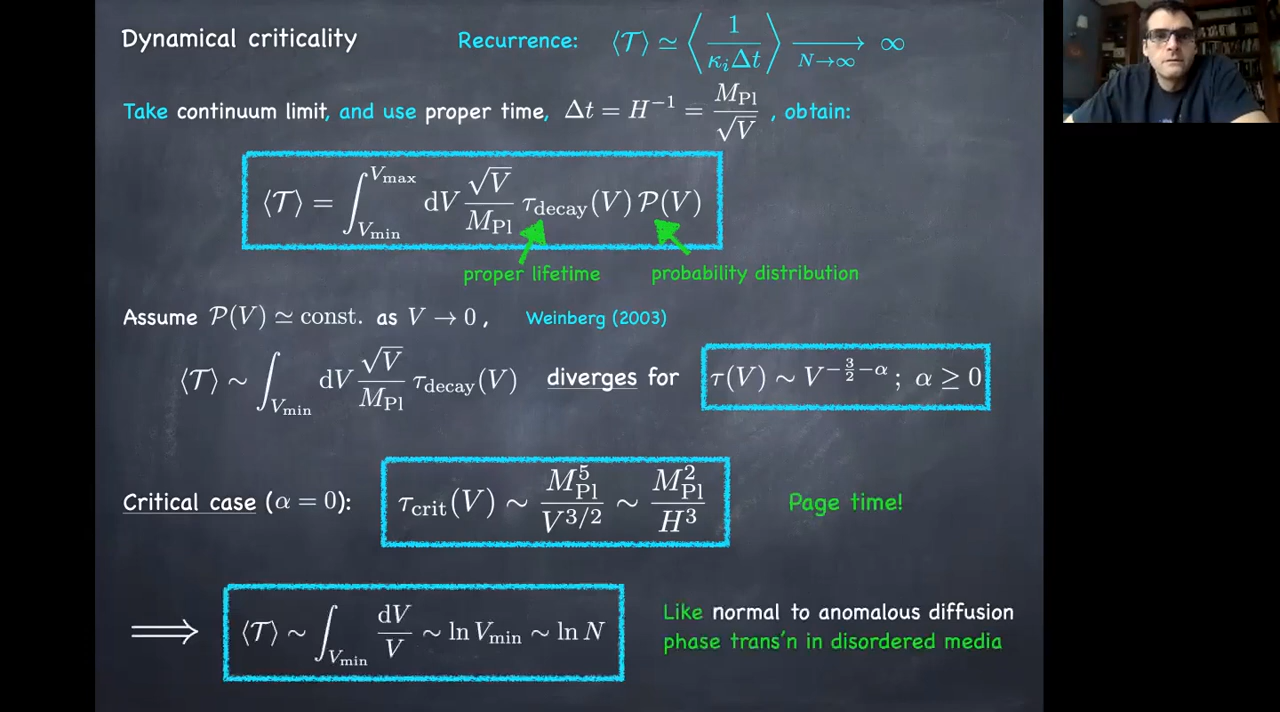 Dynamical criticality Recurrence: ⟨𝒯⟩ ≃ ⟨1/(κᵢΔt)⟩ ⟶ (N→∞) ∞
Take continuum limit, and use proper time, Δt = H⁻¹ = M_Pl/√V , obtain:
⟨𝒯⟩ = ∫_{V_min}^{V_max} dV (√V/M_Pl) τ_decay(V) 𝒫(V)
proper lifetime probability distribution
Assume 𝒫(V) ≃ const. as V → 0 , Weinberg (2003)
⟨𝒯⟩ ∼ ∫_{V_min} dV (√V/M_Pl) τ_decay(V) diverges for τ(V) ∼ V^{−3/2−α} ; α ≥ 0
Critical case (α = 0): τ_crit(V) ∼ M_Pl⁵/V^{3/2} ∼ M_Pl²/H³ Page time!
⟹ ⟨𝒯⟩ ∼ ∫_{V_min} dV/V ∼ ln V_min ∼ ln N
Like normal to anomalous diffusion
phase trans'n in disordered media